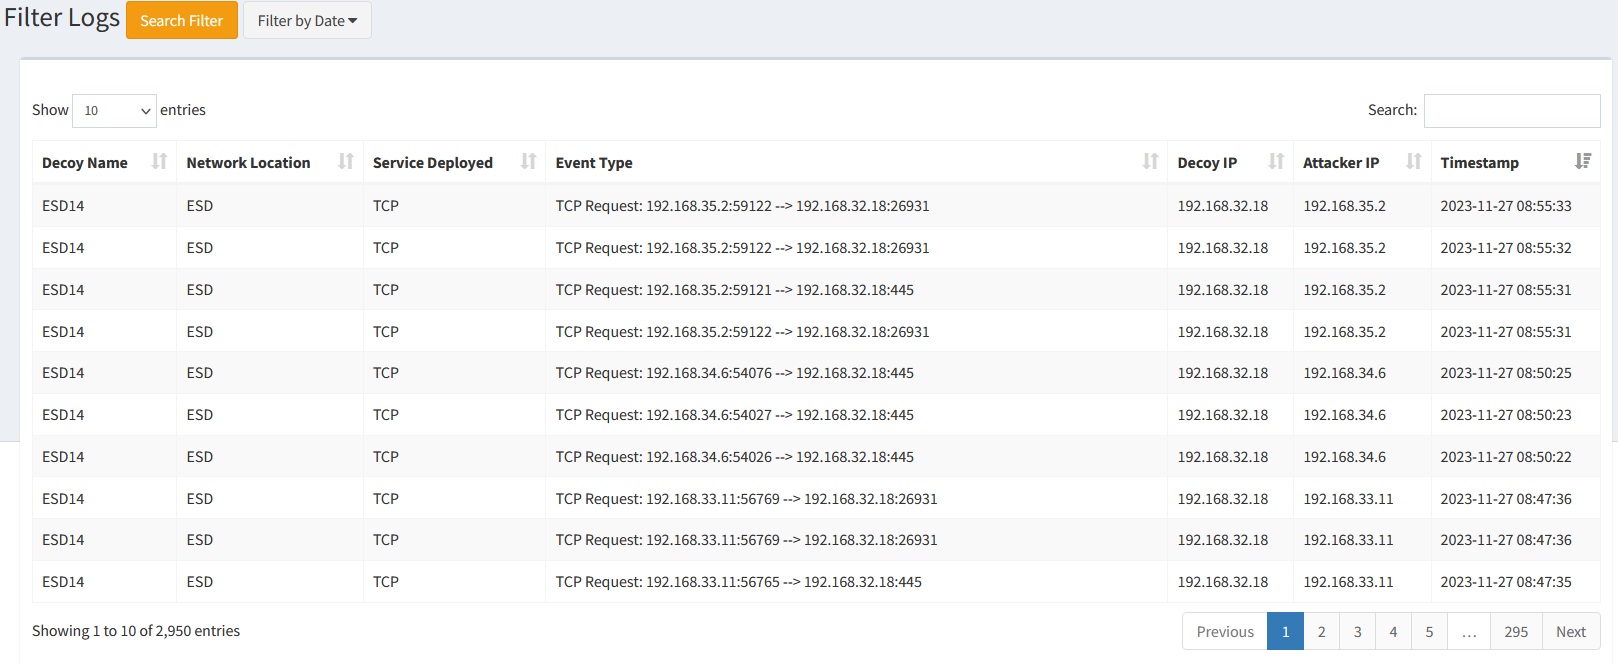 Filter Logs Search Filter Filter by Date
Show 10 entries Search:
Decoy Name Network Location Service Deployed Event Type Decoy IP Attacker IP Timestamp
ESD14 ESD TCP TCP Request: 192.168.35.2:59122 --> 192.168.32.18:26931 192.168.32.18 192.168.35.2 2023-11-27 08:55:33
ESD14 ESD TCP TCP Request: 192.168.35.2:59122 --> 192.168.32.18:26931 192.168.32.18 192.168.35.2 2023-11-27 08:55:32
ESD14 ESD TCP TCP Request: 192.168.35.2:59121 --> 192.168.32.18:445 192.168.32.18 192.168.35.2 2023-11-27 08:55:31
ESD14 ESD TCP TCP Request: 192.168.35.2:59122 --> 192.168.32.18:26931 192.168.32.18 192.168.35.2 2023-11-27 08:55:31
ESD14 ESD TCP TCP Request: 192.168.34.6:54076 --> 192.168.32.18:445 192.168.32.18 192.168.34.6 2023-11-27 08:50:25
ESD14 ESD TCP TCP Request: 192.168.34.6:54027 --> 192.168.32.18:445 192.168.32.18 192.168.34.6 2023-11-27 08:50:23
ESD14 ESD TCP TCP Request: 192.168.34.6:54026 --> 192.168.32.18:445 192.168.32.18 192.168.34.6 2023-11-27 08:50:22
ESD14 ESD TCP TCP Request: 192.168.33.11:56769 --> 192.168.32.18:26931 192.168.32.18 192.168.33.11 2023-11-27 08:47:36
ESD14 ESD TCP TCP Request: 192.168.33.11:56769 --> 192.168.32.18:26931 192.168.32.18 192.168.33.11 2023-11-27 08:47:36
ESD14 ESD TCP TCP Request: 192.168.33.11:56765 --> 192.168.32.18:445 192.168.32.18 192.168.33.11 2023-11-27 08:47:35
Showing 1 to 10 of 2,950 entries Previous 1 2 3 4 5 … 295 Next